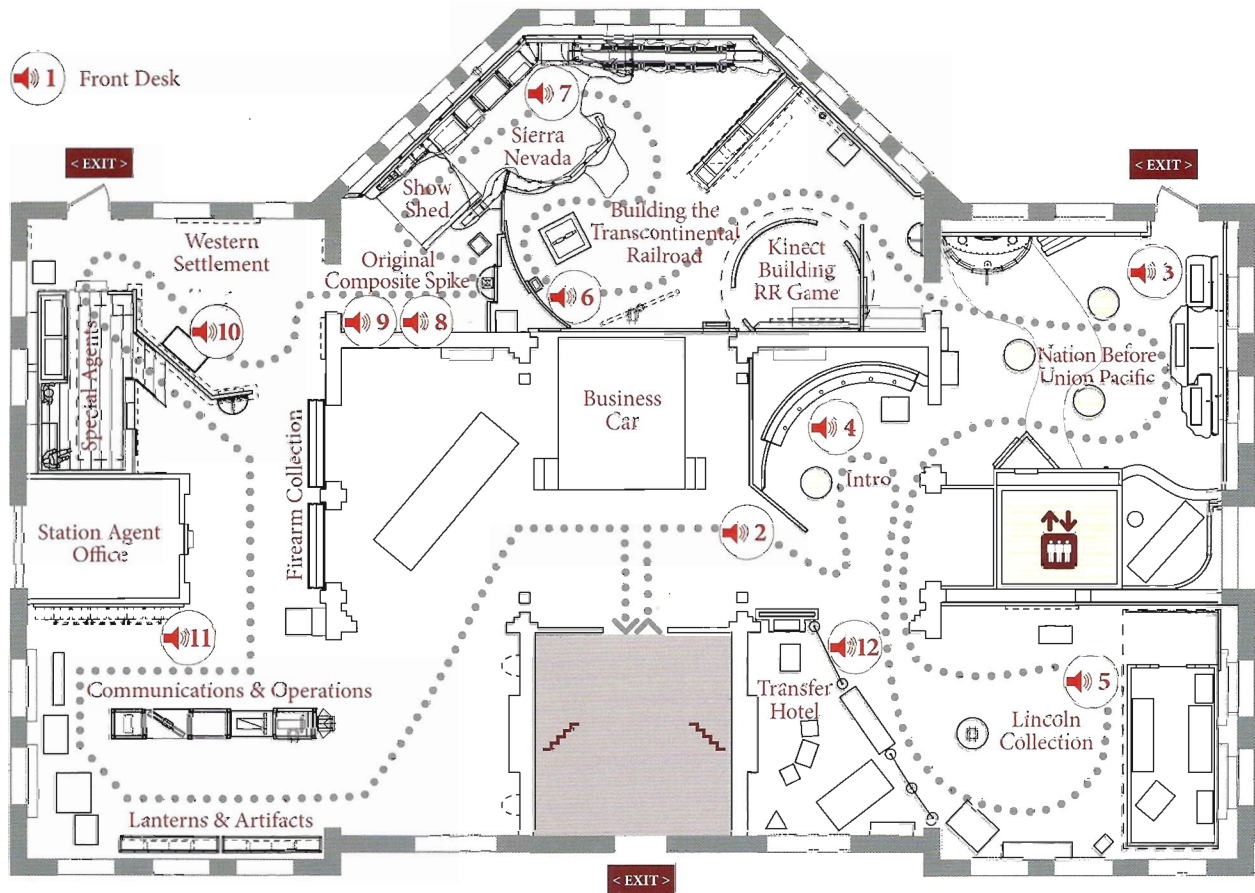 1 Front Desk
< EXIT >
< EXIT >
7
Sierra
Nevada
Show
Shed
Building the
Transcontinental
Railroad
Kinect
Building
RR Game
6
3
Western
Settlement
Original
Composite Spike
9
8
10
Special Agents
Nation Before
Union Pacific
Business
Car
4
Intro
Firearm Collection
Station Agent
Office
2
11
12
5
Communications & Operations
Transfer
Hotel
Lincoln
Collection
Lanterns & Artifacts
< EXIT >